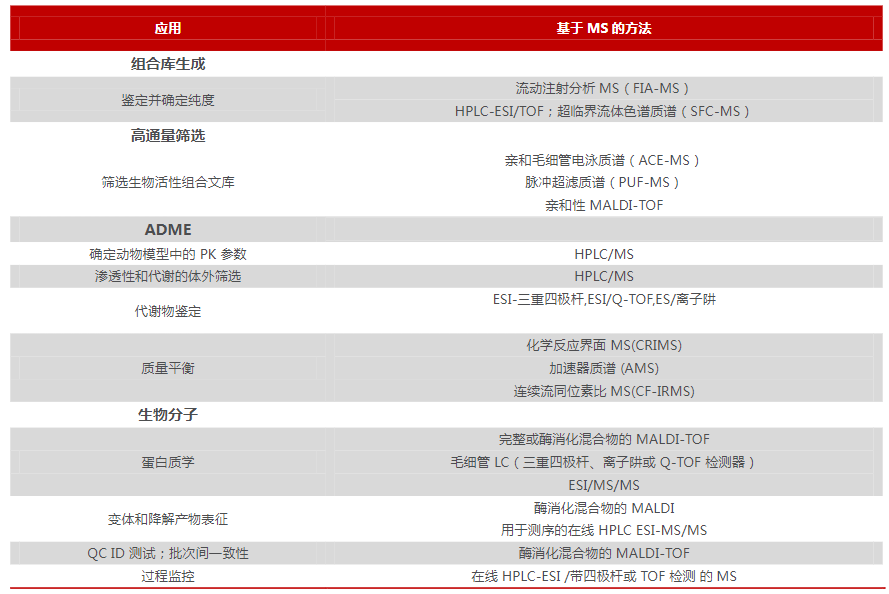 应用	基于 MS 的方法
组合库生成
鉴定并确定纯度	流动注射分析 MS（FIA-MS）
HPLC-ESI/TOF；超临界流体色谱质谱（SFC-MS）
高通量筛选
筛选生物活性组合文库	亲和毛细管电泳质谱（ACE-MS）
脉冲超滤质谱（PUF-MS）
亲和性 MALDI-TOF
ADME
确定动物模型中的 PK 参数	HPLC/MS
渗透性和代谢的体外筛选	HPLC/MS
代谢物鉴定	ESI-三重四极杆,ESI/Q-TOF,ES/离子阱
质量平衡	化学反应界面 MS(CRIMS)
加速器质谱 (AMS)
连续流同位素比 MS(CF-IRMS)
生物分子
蛋白质学	完整或酶消化混合物的 MALDI-TOF
毛细管 LC（三重四极杆、离子阱或 Q-TOF 检测器）
ESI/MS/MS
变体和降解产物表征	酶消化混合物的 MALDI
用于测序的在线 HPLC ESI-MS/MS
QC ID 测试；批次间一致性	酶消化混合物的 MALDI-TOF
过程监控	在线 HPLC-ESI /带四极杆或 TOF 检测 的 MS